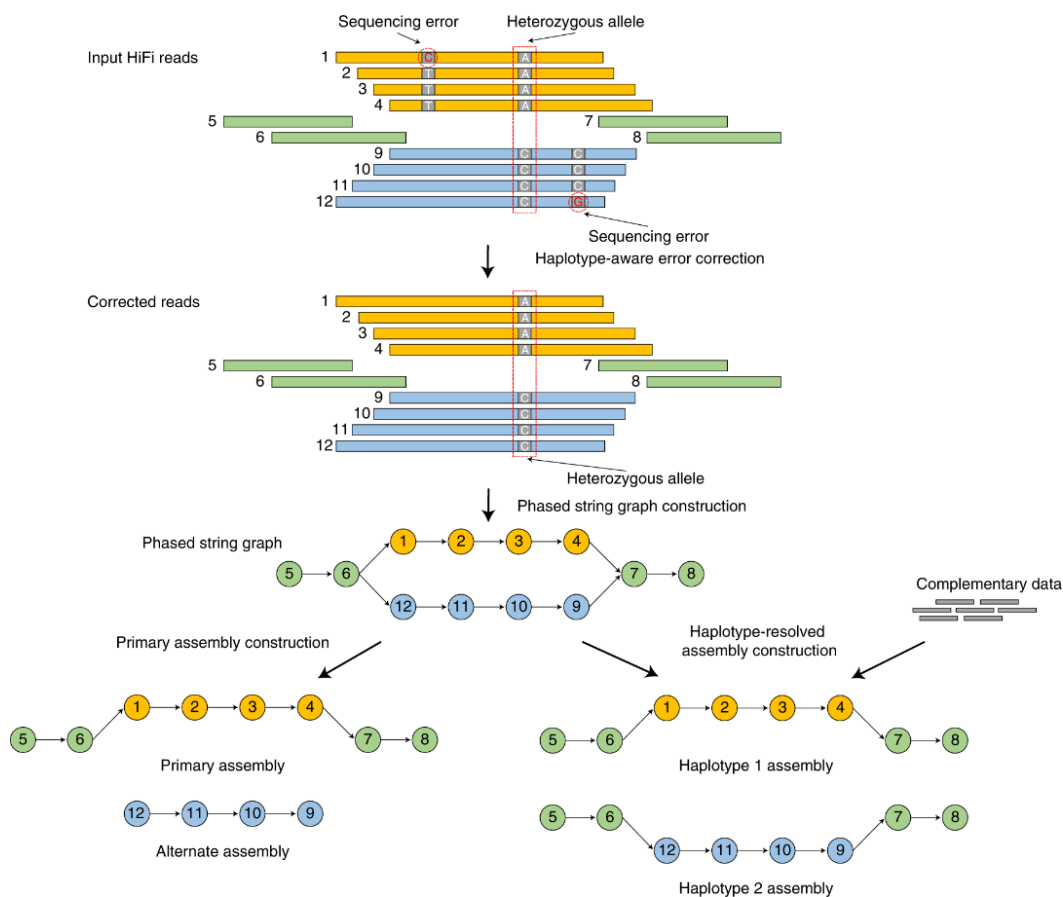 Sequencing error
Heterozygous allele
Input HiFi reads
1 C A
2 T A
3 T A
4 T A
5 7
6 8
9 C C
10 C C
11 C C
12 C G
Sequencing error
Haplotype-aware error correction
Corrected reads
1 A
2 A
3 A
4 A
5 7
6 8
9 C
10 C
11 C
12 C
Heterozygous allele
Phased string graph construction
Phased string graph
1 2 3 4
5 6 7 8
12 11 10 9
Complementary data
Primary assembly construction
Haplotype-resolved
assembly construction
1 2 3 4
5 6 7 8
Primary assembly
12 11 10 9
Alternate assembly
1 2 3 4
5 6 7 8
Haplotype 1 assembly
5 6 7 8
12 11 10 9
Haplotype 2 assembly